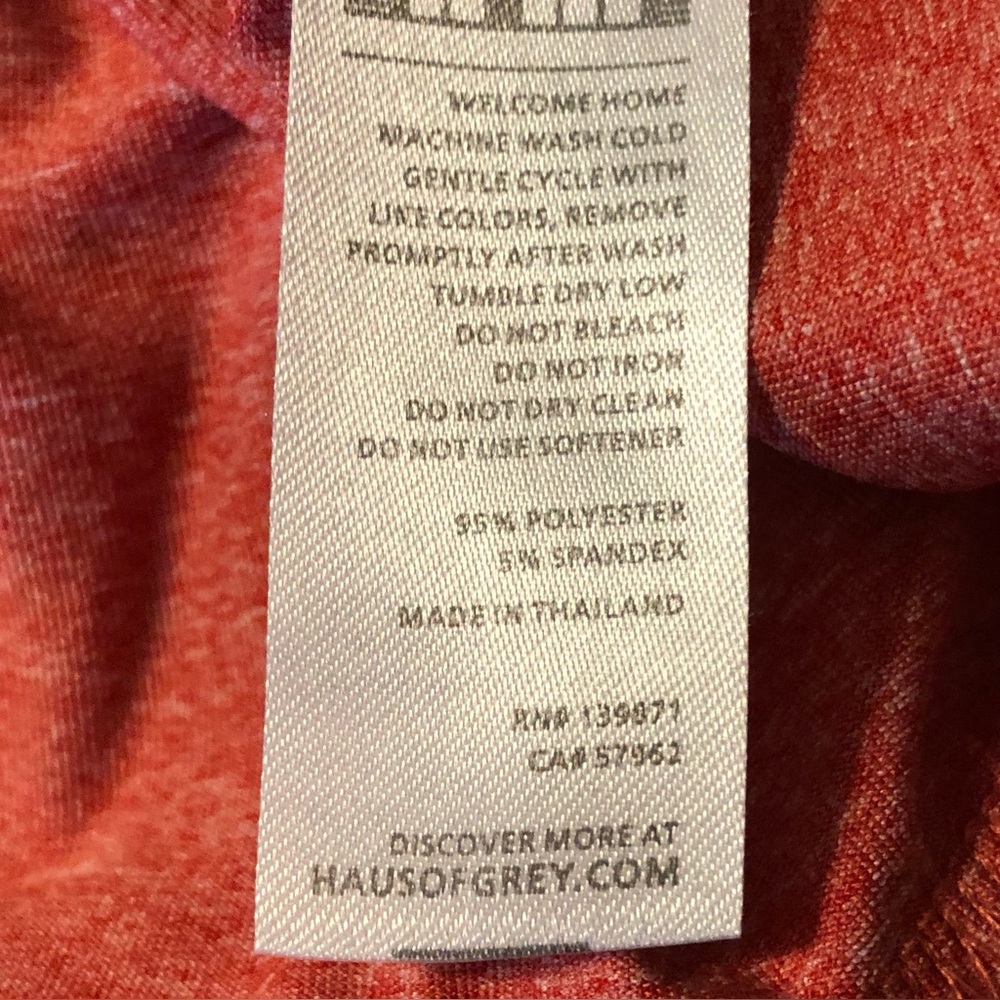 WELCOME HOME
MACHINE WASH COLD
GENTLE CYCLE WITH
LIKE COLORS, REMOVE
PROMPTLY AFTER WASH
TUMBLE DRY LOW
DO NOT BLEACH
DO NOT IRON
DO NOT DRY CLEAN
DO NOT USE SOFTENER
95% POLYESTER
5% SPANDEX
MADE IN THAILAND
RN# 139871
CA# 57962
DISCOVER MORE AT
HAUSOFGREY.COM